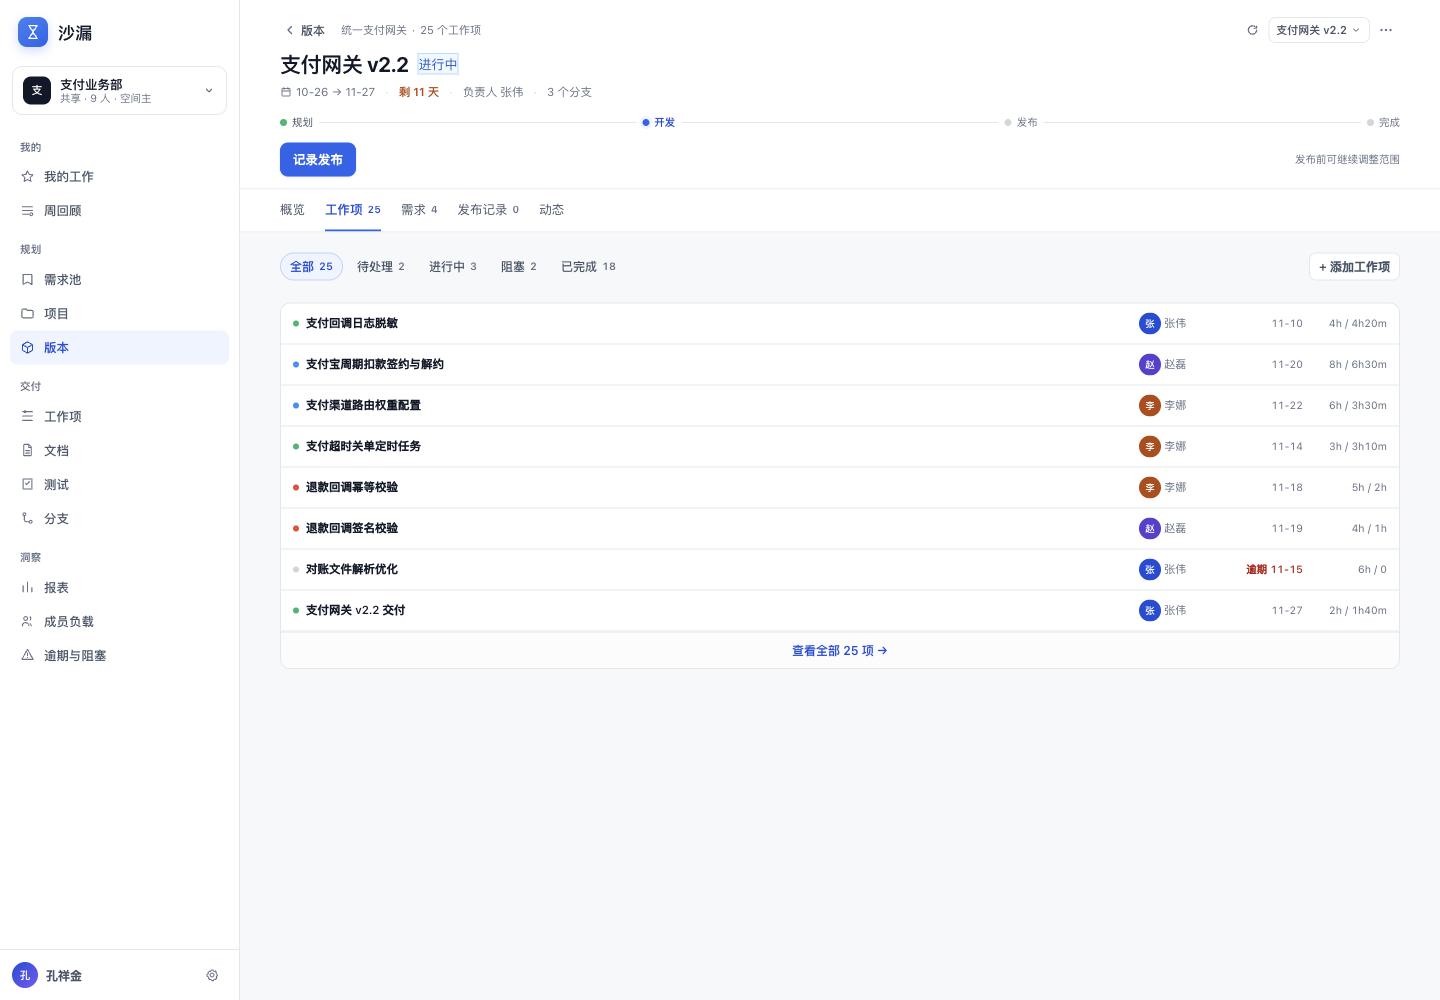 沙漏
支
支付业务部
共享 · 9 人 · 空间主
我的
我的工作
周回顾
规划
需求池
项目
版本
交付
工作项
文档
测试
分支
洞察
报表
成员负载
逾期与阻塞
孔
孔祥金
版本 统一支付网关 · 25 个工作项
支付网关 v2.2
支付网关 v2.2 进行中
10-26 → 11-27 · 剩 11 天 · 负责人 张伟 · 3 个分支
规划 开发 发布 完成
记录发布 发布前可继续调整范围
概览 工作项 25 需求 4 发布记录 0 动态
全部 25 待处理 2 进行中 3 阻塞 2 已完成 18 + 添加工作项
支付回调日志脱敏 张 张伟 11-10 4h / 4h20m
支付宝周期扣款签约与解约 赵 赵磊 11-20 8h / 6h30m
支付渠道路由权重配置 李 李娜 11-22 6h / 3h30m
支付超时关单定时任务 李 李娜 11-14 3h / 3h10m
退款回调幂等校验 李 李娜 11-18 5h / 2h
退款回调签名校验 赵 赵磊 11-19 4h / 1h
对账文件解析优化 张 张伟 逾期 11-15 6h / 0
支付网关 v2.2 交付 张 张伟 11-27 2h / 1h40m
查看全部 25 项 →